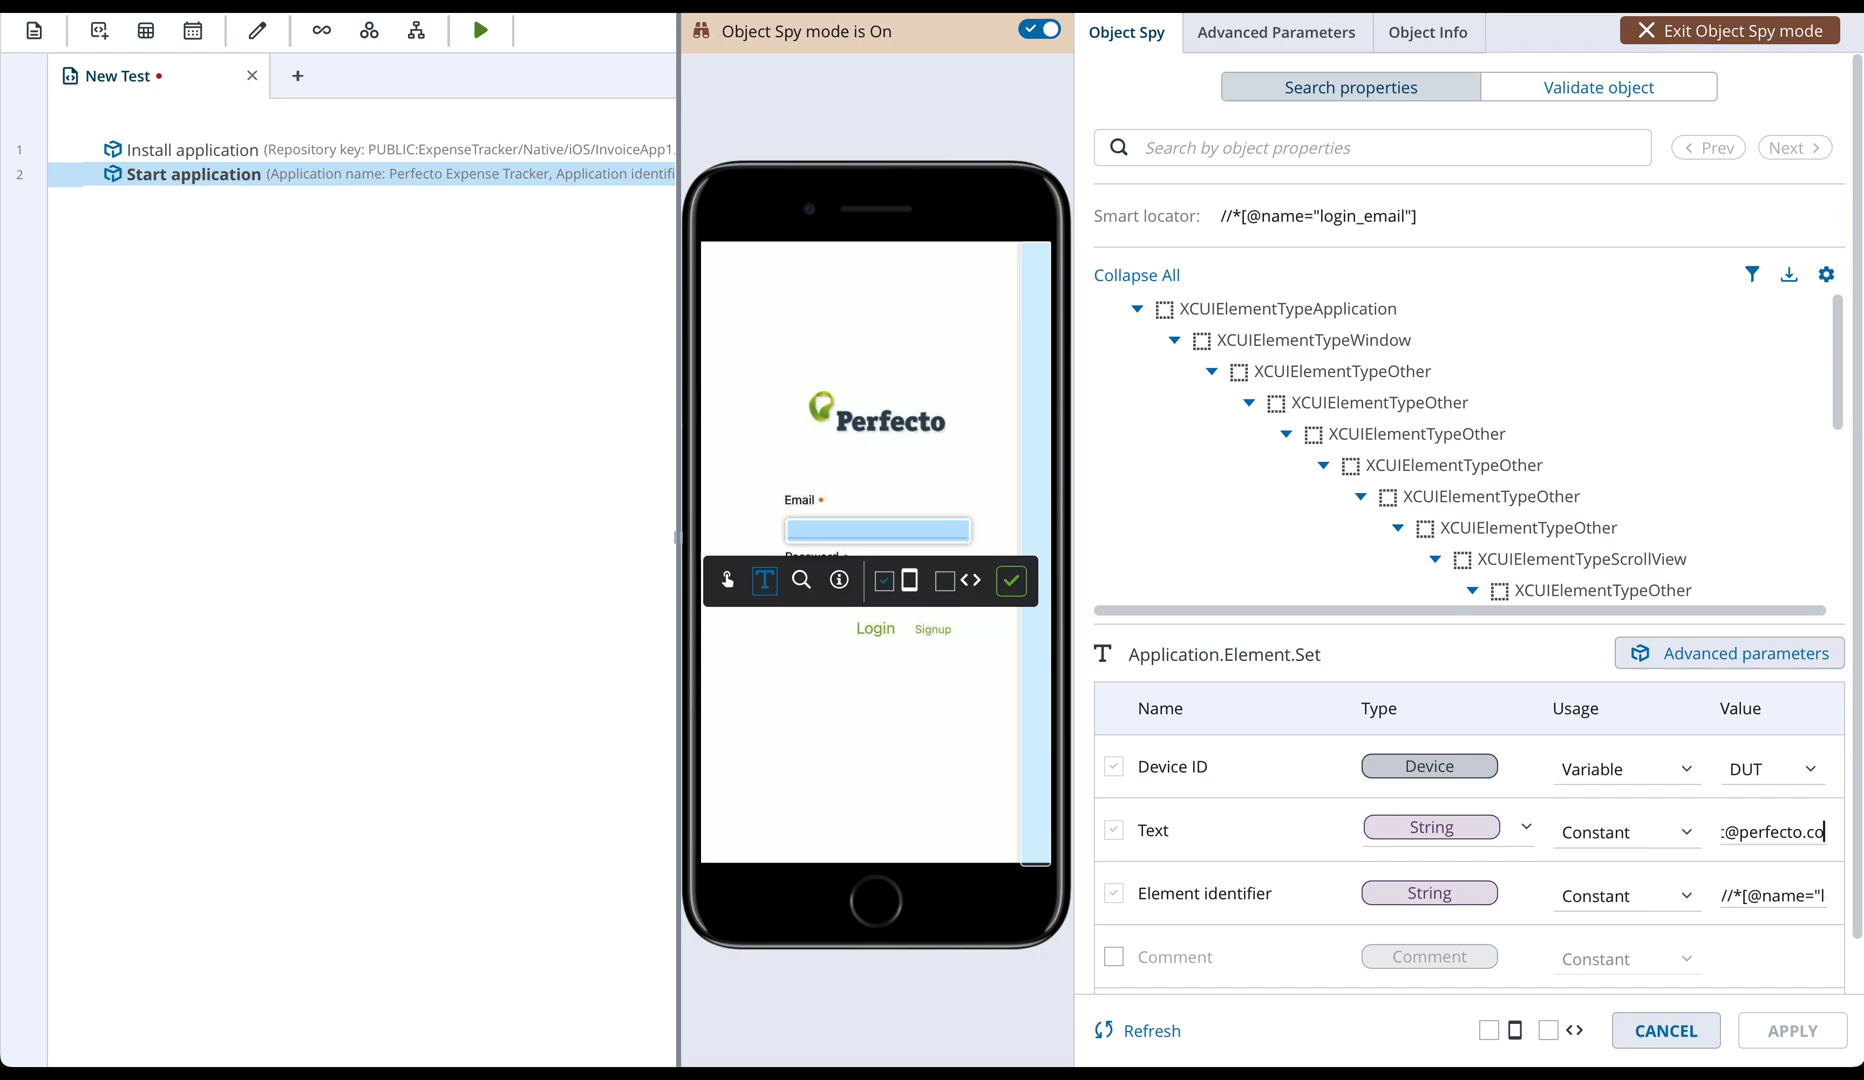 Object Spy mode is On
Object Spy
Advanced Parameters
Object Info
Exit Object Spy mode
New Test
Search properties
Validate object
1 Install application (Repository key: PUBLIC:ExpenseTracker/Native/iOS/InvoiceApp1.
2 Start application (Application name: Perfecto Expense Tracker, Application identifi
Search by object properties
Prev
Next
Smart locator: //*[@name="login_email"]
Collapse All
XCUIElementTypeApplication
XCUIElementTypeWindow
XCUIElementTypeOther
XCUIElementTypeOther
XCUIElementTypeOther
XCUIElementTypeOther
XCUIElementTypeOther
XCUIElementTypeOther
XCUIElementTypeScrollView
XCUIElementTypeOther
Perfecto
Email
Password
Login Signup
T Application.Element.Set
Advanced parameters
Name Type Usage Value
Device ID Device Variable DUT
Text String Constant t@perfecto.co
Element identifier String Constant //*[@name="l
Comment Comment Constant
Refresh
CANCEL
APPLY